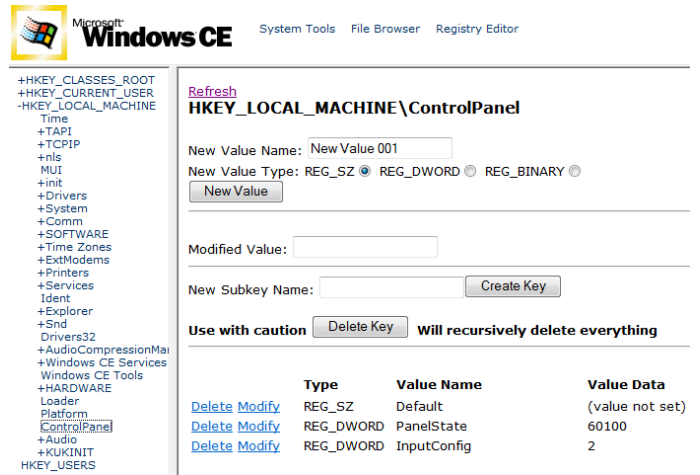 Microsoft
Windows CE
System Tools File Browser Registry Editor
+HKEY_CLASSES_ROOT
+HKEY_CURRENT_USER
-HKEY_LOCAL_MACHINE
Time
+TAPI
+TCPIP
+nls
MUI
+init
+Drivers
+System
+Comm
+SOFTWARE
+Time Zones
+ExtModems
+Printers
+Services
Ident
+Explorer
+Snd
Drivers32
+AudioCompressionMa
+Windows CE Services
Windows CE Tools
+HARDWARE
Loader
Platform
ControlPanel
+Audio
+KUKINIT
HKEY_USERS
Refresh
HKEY_LOCAL_MACHINE\ControlPanel
New Value Name: New Value 001
New Value Type: REG_SZ REG_DWORD REG_BINARY
New Value
Modified Value:
New Subkey Name: Create Key
Use with caution Delete Key Will recursively delete everything
Type Value Name Value Data
Delete Modify REG_SZ Default (value not set)
Delete Modify REG_DWORD PanelState 60100
Delete Modify REG_DWORD InputConfig 2